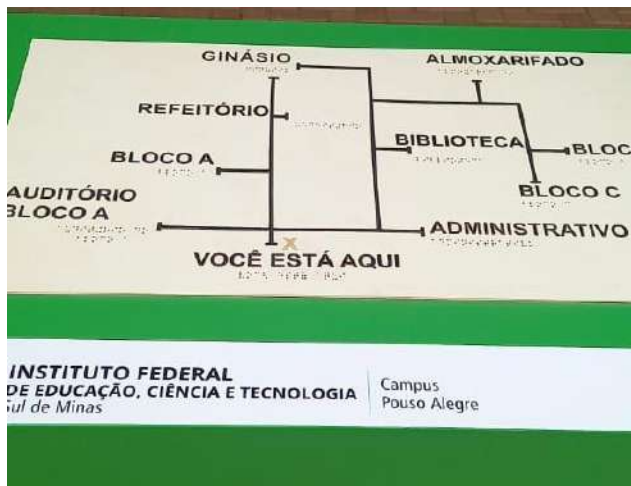 GINÁSIO
ALMOXARIFADO
REFEITÓRIO
BIBLIOTECA
BLOC
BLOCO A
BLOCO C
AUDITÓRIO
BLOCO A
ADMINISTRATIVO
X
VOCÊ ESTÁ AQUI
INSTITUTO FEDERAL
DE EDUCAÇÃO, CIÊNCIA E TECNOLOGIA
Sul de Minas
Campus
Pouso Alegre